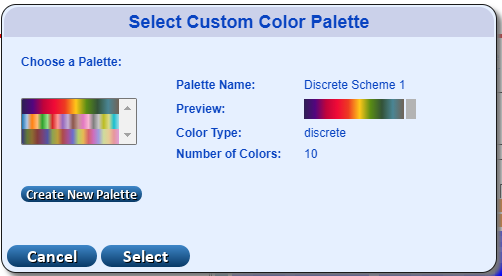 Select Custom Color Palette
Choose a Palette:
Palette Name: Discrete Scheme 1
Preview:
Color Type: discrete
Number of Colors: 10
Create New Palette
Cancel Select